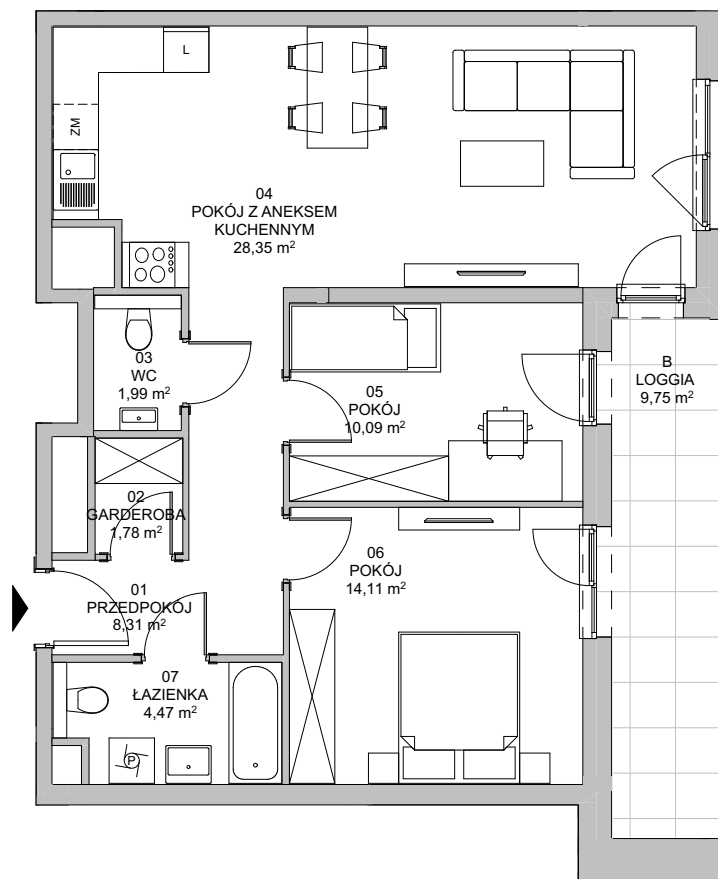 L
ZM
04
POKÓJ Z ANEKSEM
KUCHENNYM
28,35 m²
03
WC
1,99 m²
05
POKÓJ
10,09 m²
B
LOGGIA
9,75 m²
02
GARDEROBA
1,78 m²
01
PRZEDPOKÓJ
8,31 m²
06
POKÓJ
14,11 m²
07
ŁAZIENKA
4,47 m²
P